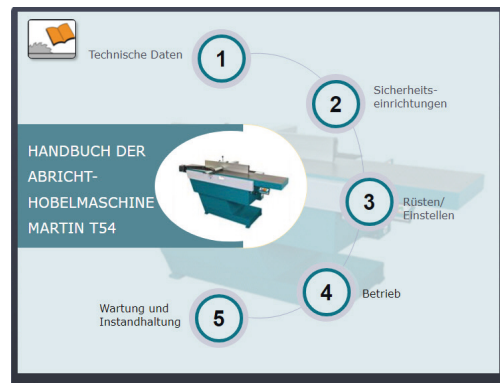 Technische Daten
1
2
Sicherheits-
einrichtungen
HANDBUCH DER
ABRICHT-
HOBELMASCHINE
MARTIN T54
3
Rüsten/
Einstellen
4
Betrieb
Wartung und
Instandhaltung
5